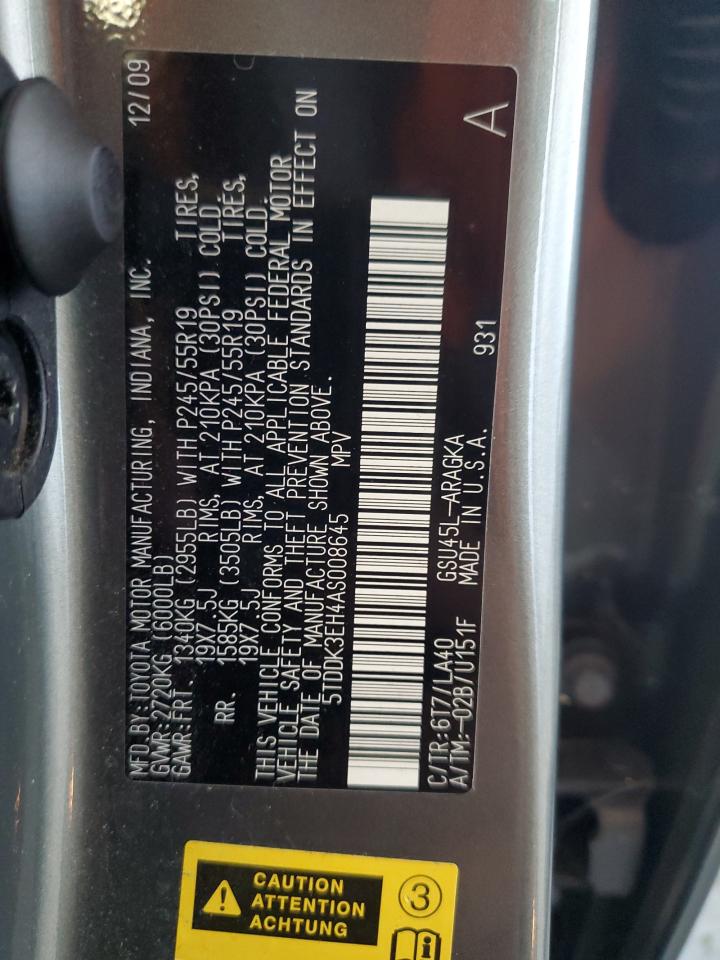 MFD.BY:TOYOTA MOTOR MANUFACTURING, INDIANA, INC. 12/09
GVWR:2720KG (6000LB)
GAWR:FRT. 1340KG (2955LB) WITH P245/55R19 TIRES,
19X7.5J RIMS, AT 210KPA (30PSI) COLD.
RR. 1585KG (3505LB) WITH P245/55R19 TIRES,
19X7.5J RIMS, AT 210KPA (30PSI) COLD.
THIS VEHICLE CONFORMS TO ALL APPLICABLE FEDERAL MOTOR
VEHICLE SAFETY AND THEFT PREVENTION STANDARDS IN EFFECT ON
THE DATE OF MANUFACTURE SHOWN ABOVE.
5TDDK3EH4AS008645 MPV
C/TR:6T7/LA40 GSU45L-ARAGKA 931 A
A/TM:-02B/U151F MADE IN U.S.A.
CAUTION
ATTENTION
ACHTUNG
3